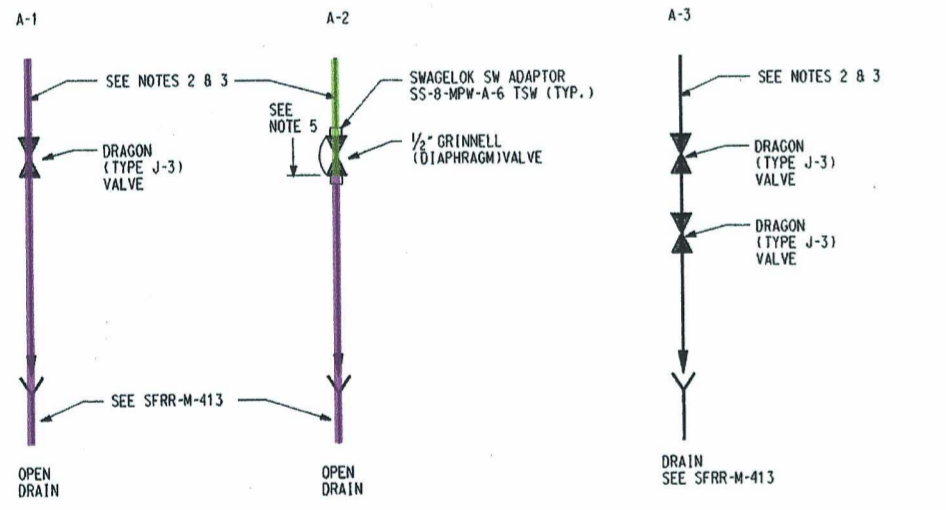 A-1
A-2
A-3
SEE NOTES 2 & 3
SEE
NOTE 5
SWAGELOK SW ADAPTOR
SS-8-MPW-A-6 TSW (TYP.)
SEE NOTES 2 & 3
DRAGON
(TYPE J-3)
VALVE
1/2" GRINNELL
(DIAPHRAGM)VALVE
DRAGON
(TYPE J-3)
VALVE
DRAGON
(TYPE J-3)
VALVE
SEE SFRR-M-413
OPEN
DRAIN
OPEN
DRAIN
DRAIN
SEE SFRR-M-413